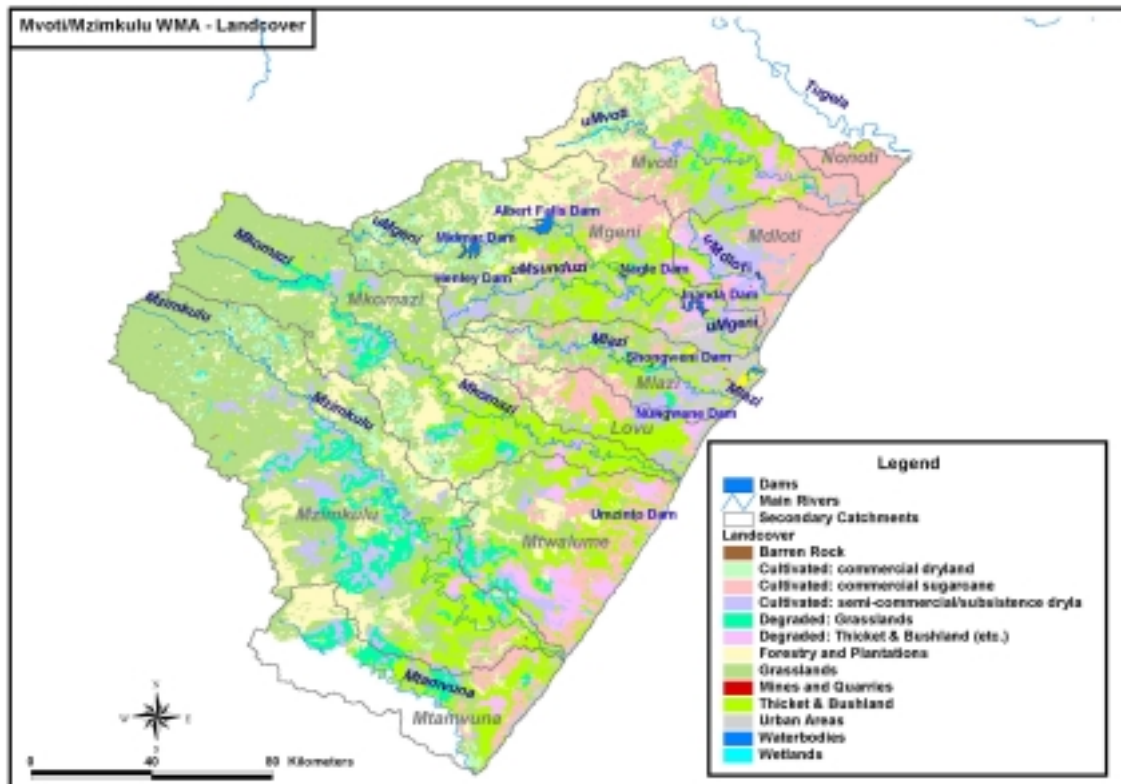 Mvoti/Mzimkulu WMA - Landcover
Tugela
uMvoti
Mvoti
Nonoti
Albert Falls Dam
uMgeni
Midmar Dam
Mgeni
Mdloti
uMdloti
Mkomazi
Henley Dam
uMsunduzi
Nagle Dam
Mkomazi
Inanda Dam
Mzimkulu
uMgeni
Mlazi
Shongweni Dam
Mlazi
Mlazi
Mkomazi
Mzimkulu
Nungwane Dam
Lovu
Mzimkulu
Umzinto Dam
Mtwalume
Mtamvuna
Legend
Dams
Main Rivers
Secondary Catchments
Landcover
Barren Rock
Cultivated: commercial dryland
Cultivated: commercial sugarcane
Cultivated: semi-commercial/subsistence dryla
Degraded: Grasslands
Degraded: Thicket & Bushland (etc.)
Forestry and Plantations
Grasslands
Mines and Quarries
Thicket & Bushland
Urban Areas
Waterbodies
Wetlands
N
W
E
S
0 40 80 Kilometers